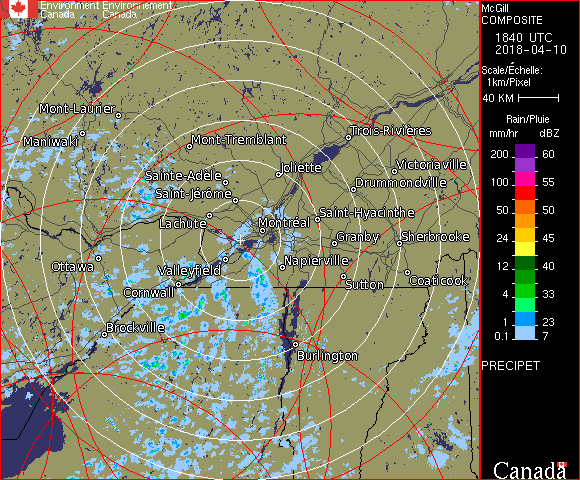 Environment Environnement
Canada Canada
McGill
COMPOSITE
1840 UTC
2018-04-10
Scale/Échelle:
1km/Pixel
40 KM
Rain/Pluie
mm/hr dBZ
200 60
57
100 55
50 50
24 45
39
12 40
4 33
1 23
0.1 7
PRECIPET
Canada
Mont-Laurier
Maniwaki
Mont-Tremblant
Trois-Rivières
Sainte-Adèle
Joliette
Victoriaville
Saint-Jérôme
Drummondville
Lachute
Montréal
Saint-Hyacinthe
Granby
Sherbrooke
Ottawa
Valleyfield
Napierville
Cornwall
Sutton
Coaticook
Brockville
Burlington